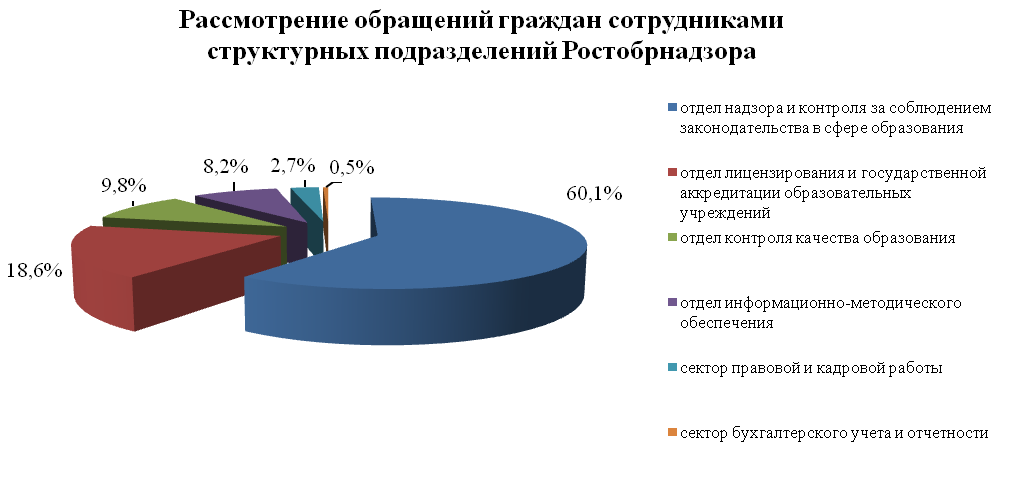 Рассмотрение обращений граждан сотрудниками
структурных подразделений Ростобрнадзора
60,1%
18,6%
9,8%
8,2%
2,7%
0,5%
отдел надзора и контроля за соблюдением
законодательства в сфере образования
отдел лицензирования и государственной
аккредитации образовательных
учреждений
отдел контроля качества образования
отдел информационно-методического
обеспечения
сектор правовой и кадровой работы
сектор бухгалтерского учета и отчетности